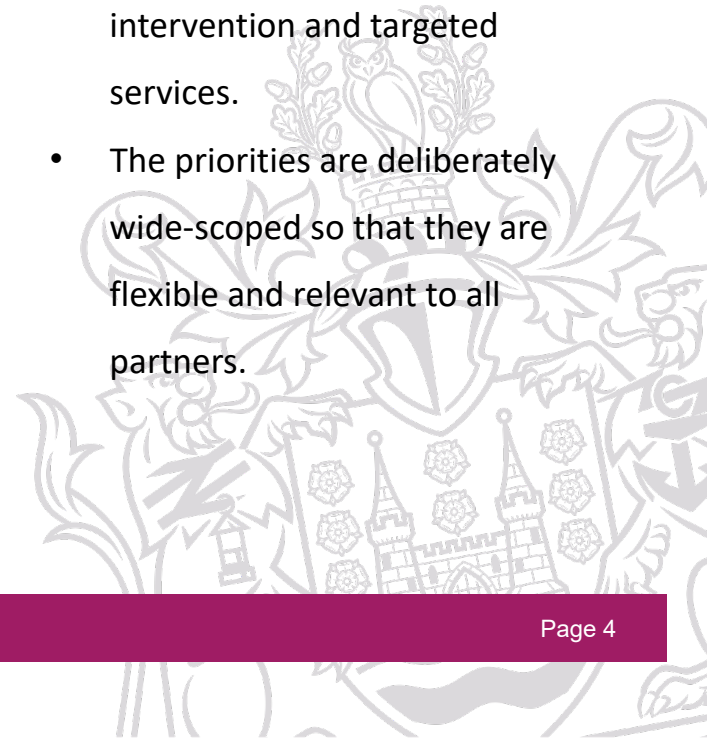 intervention and targeted
services.
• The priorities are deliberately
wide-scoped so that they are
flexible and relevant to all
partners.
Page 4